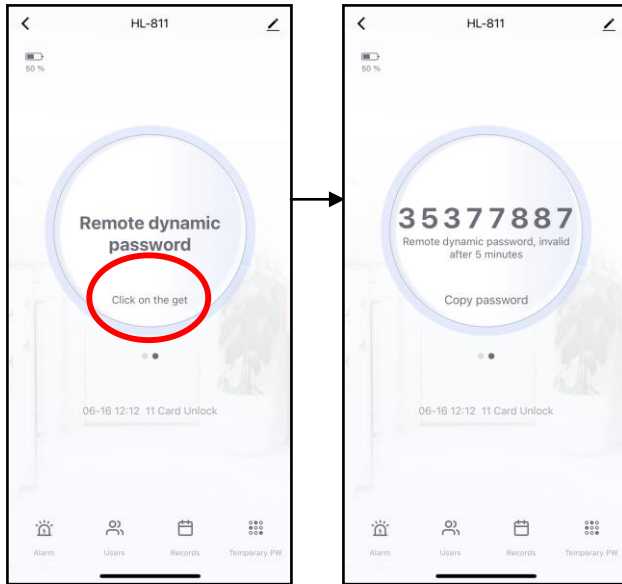 HL-811
50 %
Remote dynamic
password
Click on the get
06-16 12:12 11 Card Unlock
Alarm
Users
Records
Temporary PW
HL-811
50 %
35377887
Remote dynamic password, invalid
after 5 minutes
Copy password
06-16 12:12 11 Card Unlock
Alarm
Users
Records
Temporary PW